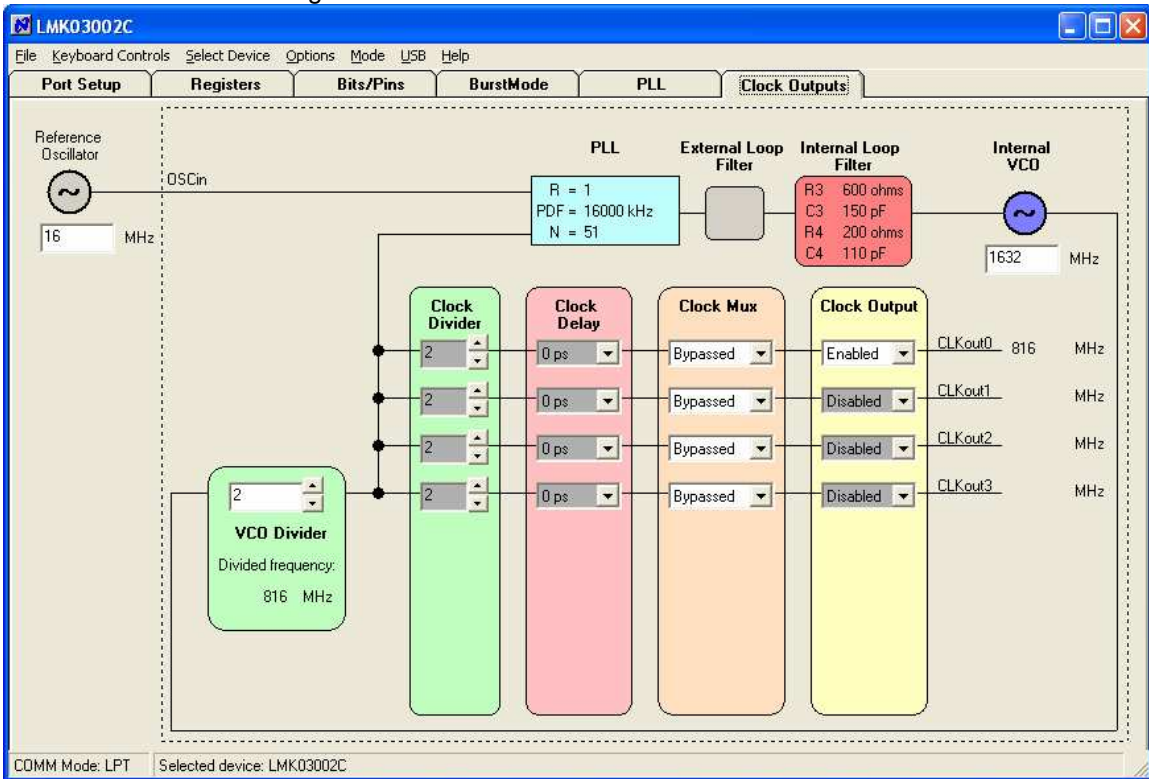 LMK03002C
File Keyboard Controls Select Device Options Mode USB Help
Port Setup Registers Bits/Pins BurstMode PLL Clock Outputs
Reference
Oscillator
16 MHz
OSCin
PLL
R = 1
PDF = 16000 kHz
N = 51
External Loop
Filter
Internal Loop
Filter
R3 600 ohms
C3 150 pF
R4 200 ohms
C4 110 pF
Internal
VCO
1632 MHz
Clock
Divider
Clock
Delay
Clock Mux
Clock Output
2 0 ps Bypassed Enabled CLKout0 816 MHz
2 0 ps Bypassed Disabled CLKout1 MHz
2 0 ps Bypassed Disabled CLKout2 MHz
2 0 ps Bypassed Disabled CLKout3 MHz
2
VCO Divider
Divided frequency:
816 MHz
COMM Mode: LPT Selected device: LMK03002C